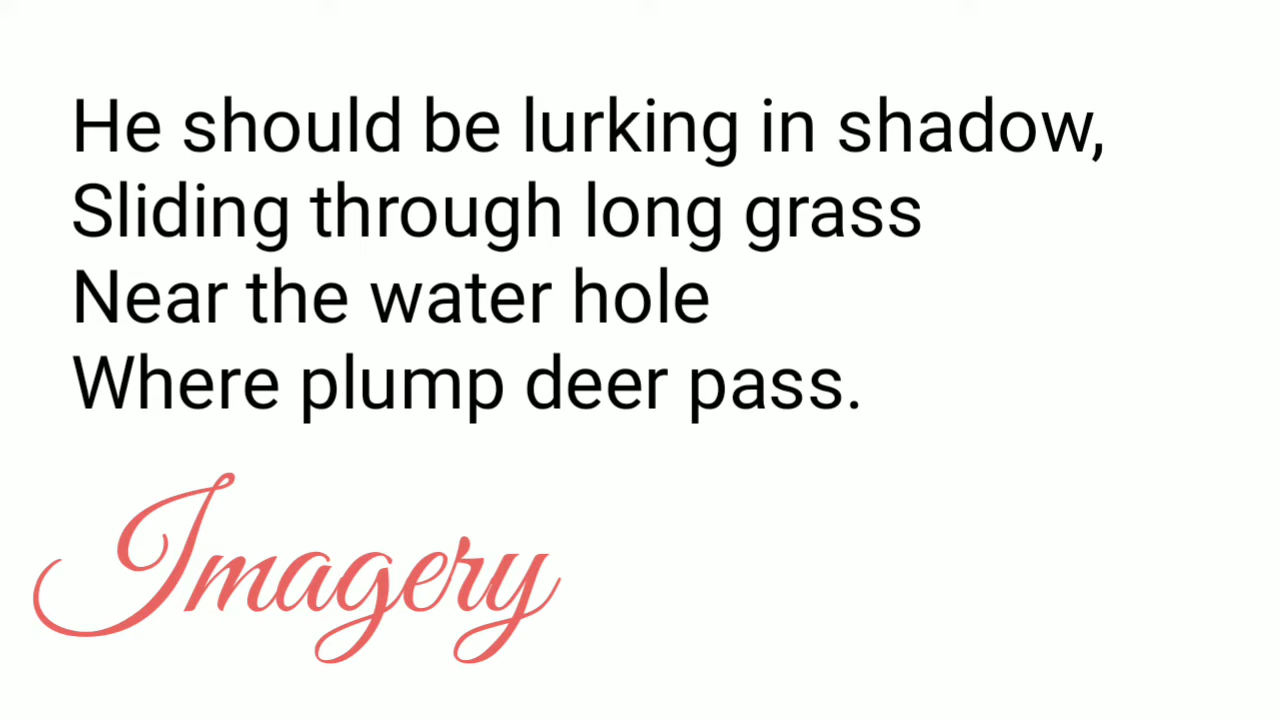 He should be lurking in shadow,
Sliding through long grass
Near the water hole
Where plump deer pass.
Imagery